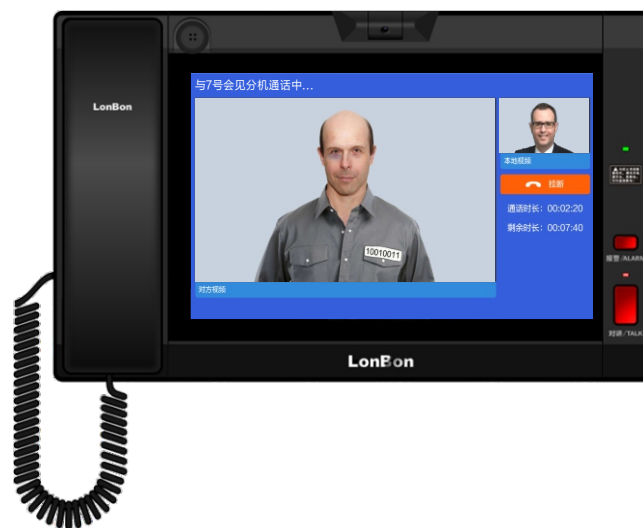 LonBon
与7号会见分机通话中...
本地视频
挂断
通话时长：00:02:20
剩余时长：00:07:40
10010011
对方视频
报警/ALARM
对讲/TALK
LonBon